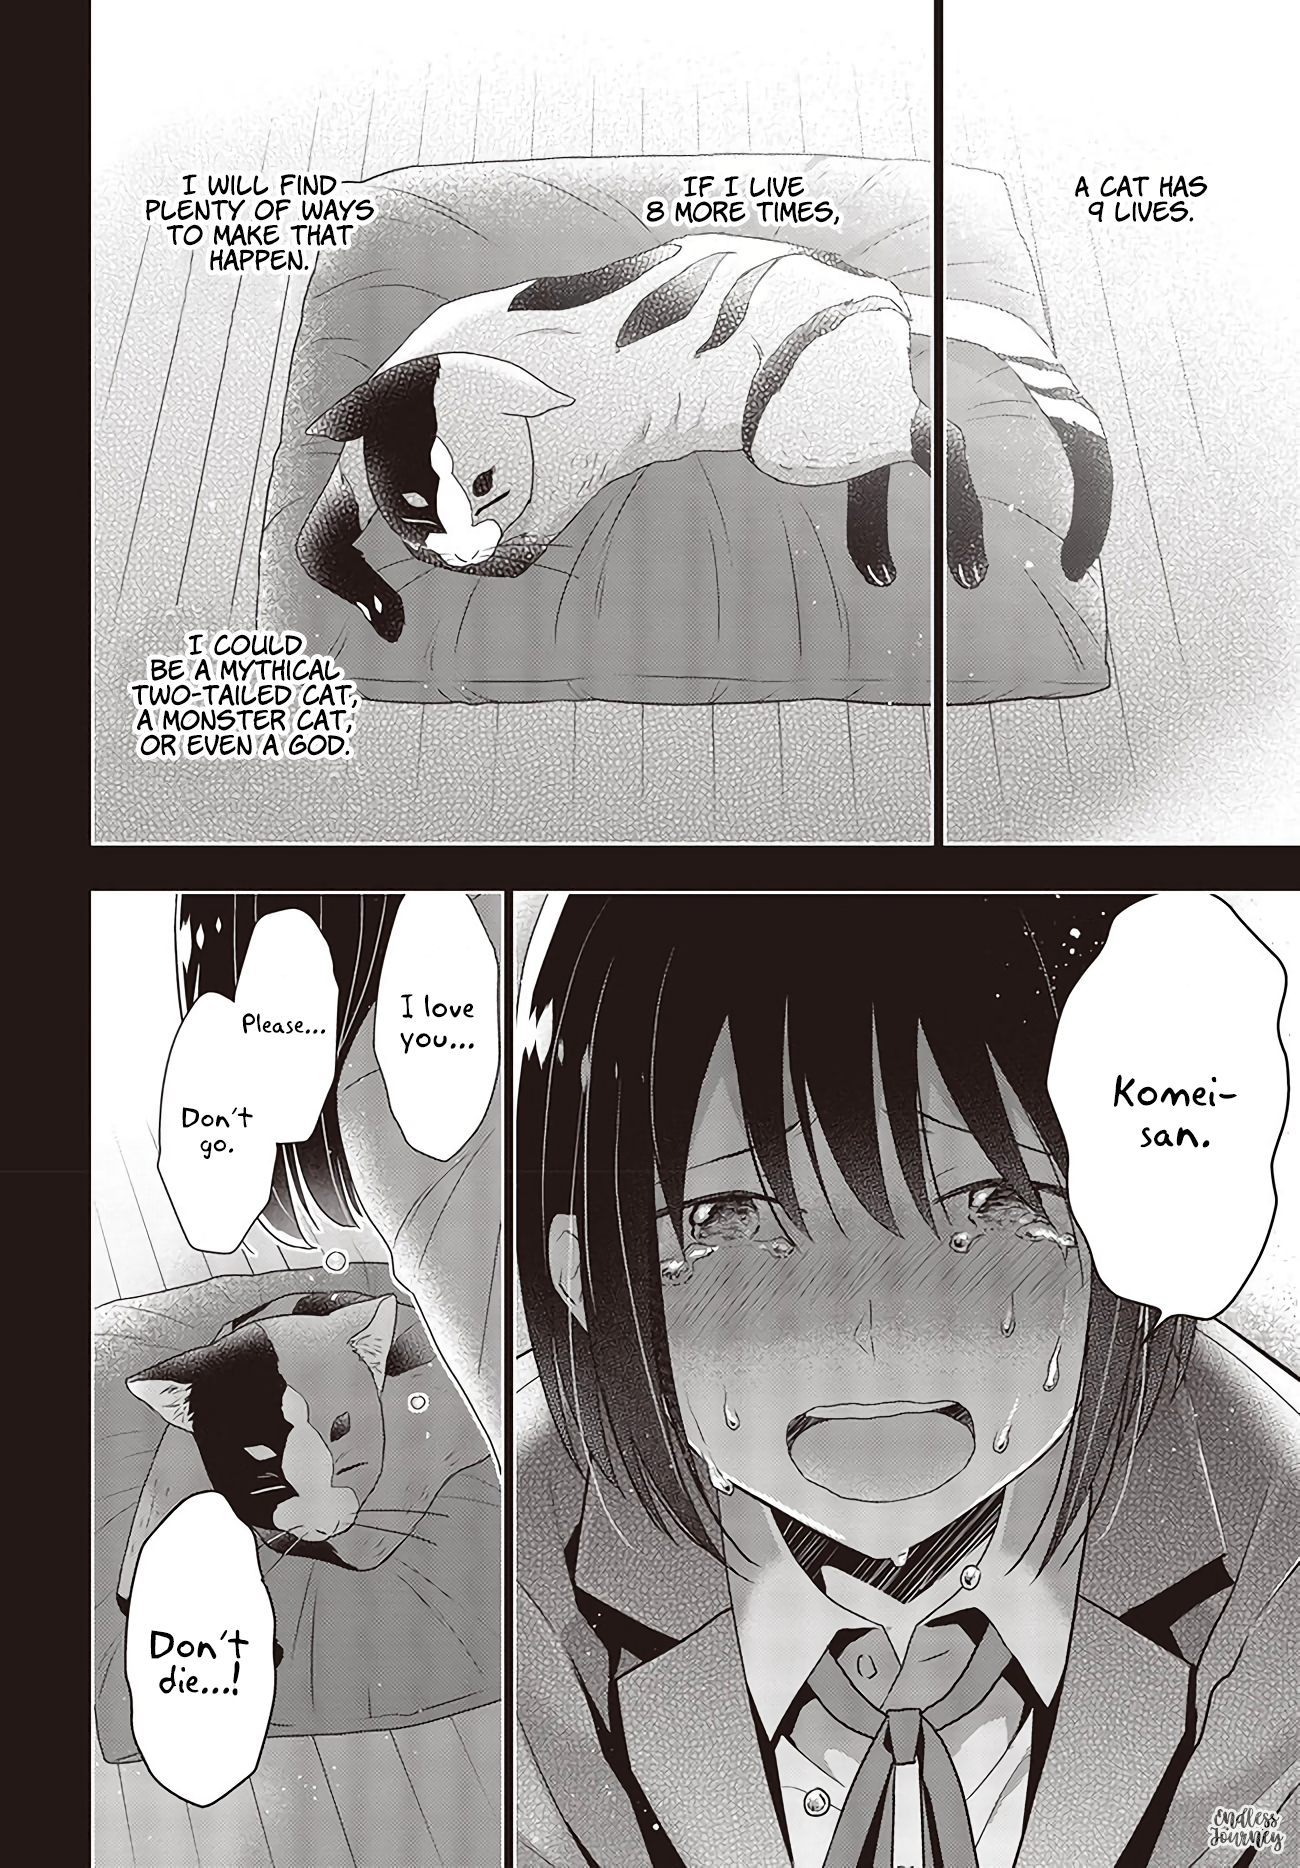 A CAT HAS
9 LIVES.
IF I LIVE
8 MORE TIMES,
I WILL FIND
PLENTY OF WAYS
TO MAKE THAT
HAPPEN.
I COULD
BE A MYTHICAL
TWO-TAILED CAT,
A MONSTER CAT,
OR EVEN A GOD.
Komei-
san.
I love
you...
Please...
Don't
go.
Don't
die...!
Endless
Journey